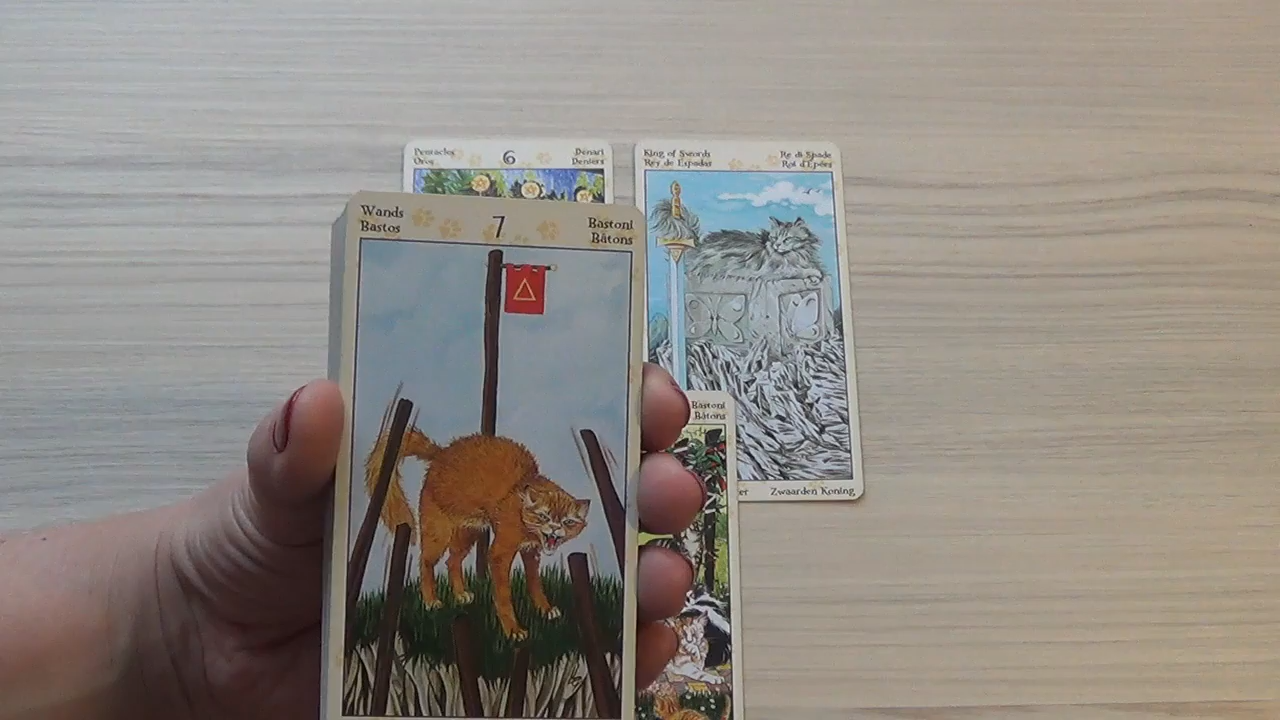 Pentacles
Oros
6
Denari
Deniers
King of Swords
Rey de Espadas
Re di Spade
Roi d'Épées
Wands
Bastos
7
Bastoni
Bâtons
Bastoni
Bâtons
Zwaarden Koning